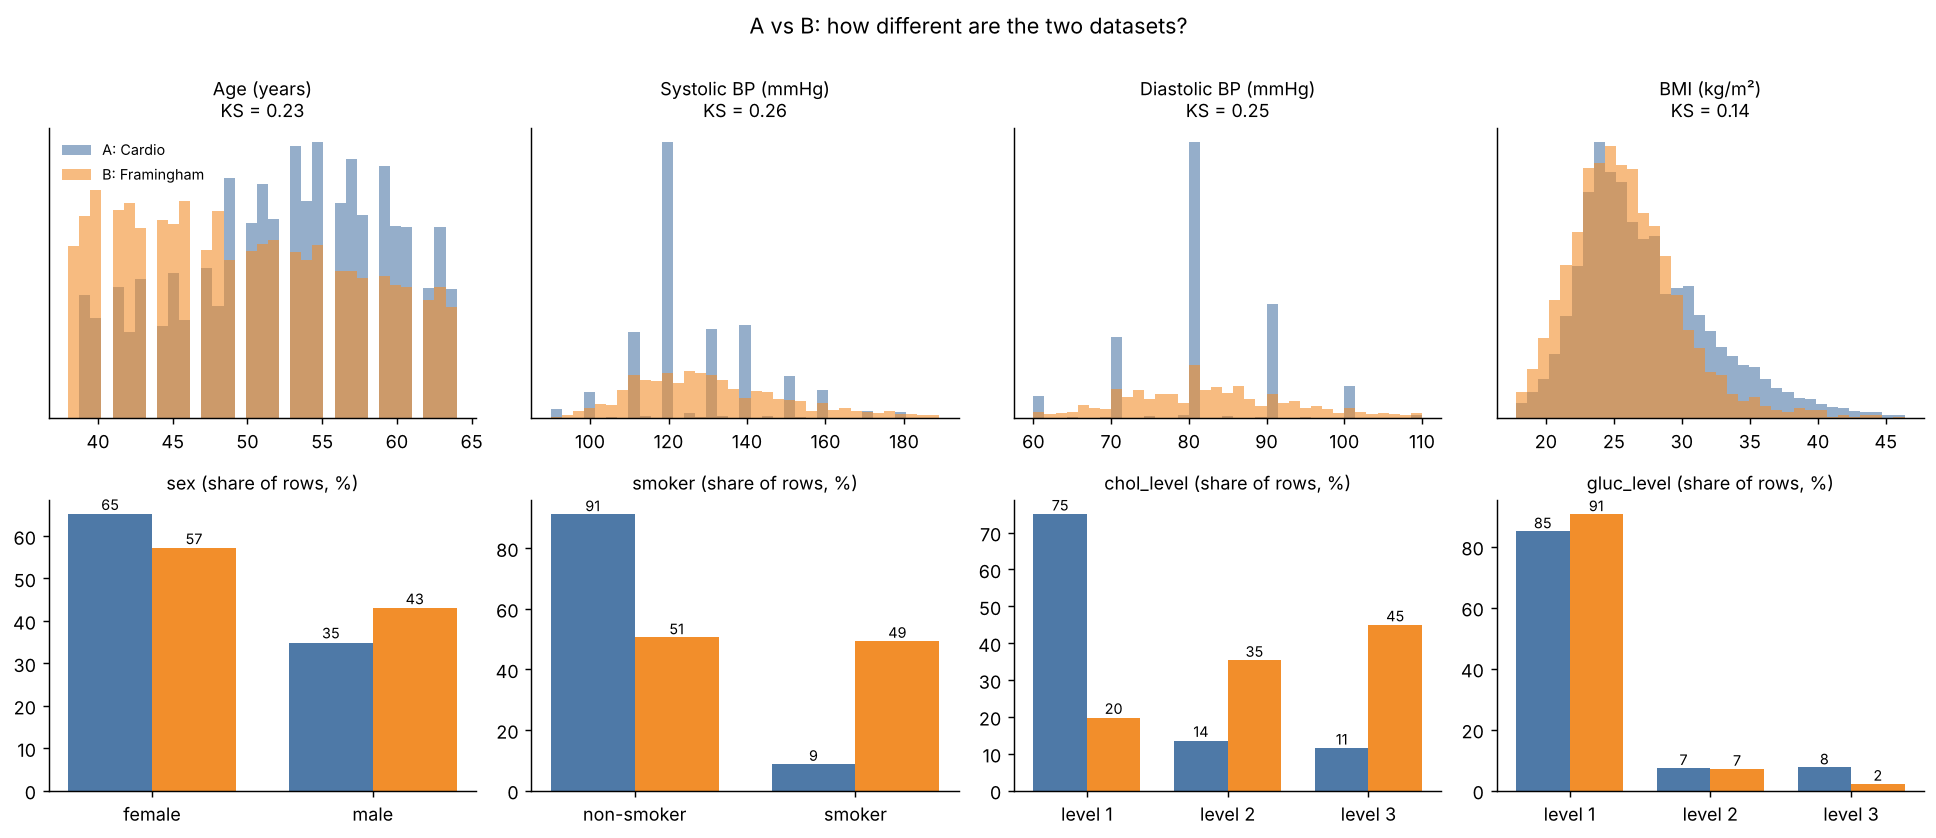 A vs B: how different are the two datasets?
Age (years)
KS = 0.23
A: Cardio
B: Framingham
40 45 50 55 60 65
Systolic BP (mmHg)
KS = 0.26
100 120 140 160 180
Diastolic BP (mmHg)
KS = 0.25
60 70 80 90 100 110
BMI (kg/m²)
KS = 0.14
20 25 30 35 40 45
sex (share of rows, %)
60
50
40
30
20
10
0
65
57
35
43
female male
smoker (share of rows, %)
80
60
40
20
0
91
51
9
49
non-smoker smoker
chol_level (share of rows, %)
70
60
50
40
30
20
10
0
75
20
14
35
11
45
level 1 level 2 level 3
gluc_level (share of rows, %)
80
60
40
20
0
85
91
7
7
8
2
level 1 level 2 level 3